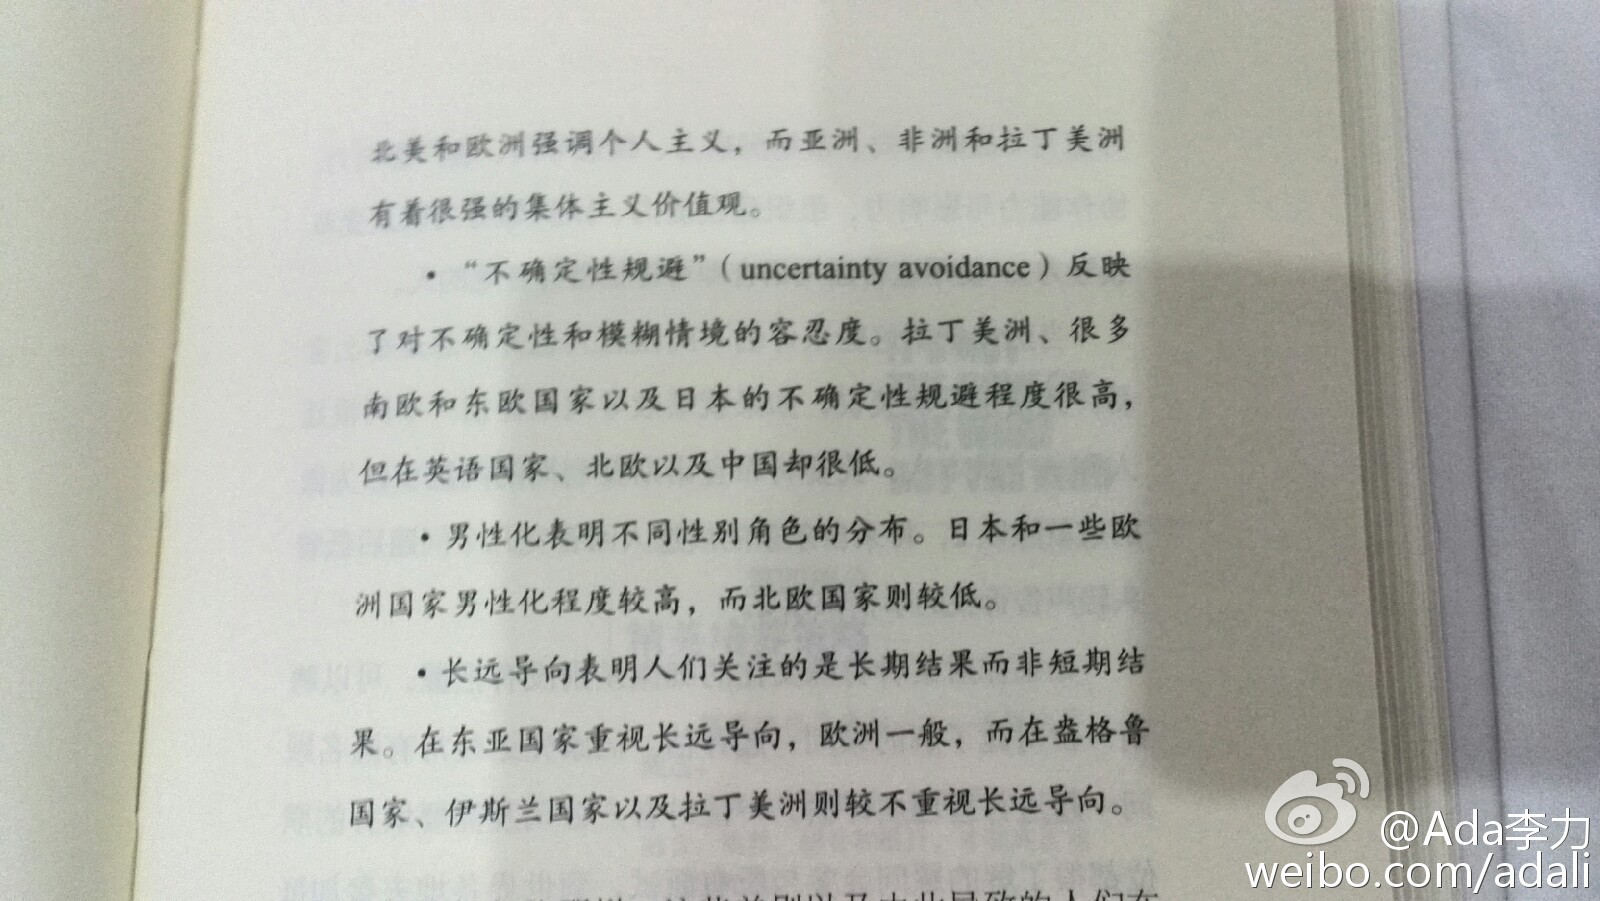 北美和欧洲强调个人主义，而亚洲、非洲和拉丁美洲
有着很强的集体主义价值观。
•“不确定性规避”（uncertainty avoidance）反映
了对不确定性和模糊情境的容忍度。拉丁美洲、很多
南欧和东欧国家以及日本的不确定性规避程度很高，
但在英语国家、北欧以及中国却很低。
•男性化表明不同性别角色的分布。日本和一些欧
洲国家男性化程度较高，而北欧国家则较低。
•长远导向表明人们关注的是长期结果而非短期结
果。在东亚国家重视长远导向，欧洲一般，而在盎格鲁
国家、伊斯兰国家以及拉丁美洲则较不重视长远导向。
@Ada李力
weibo.com/adali